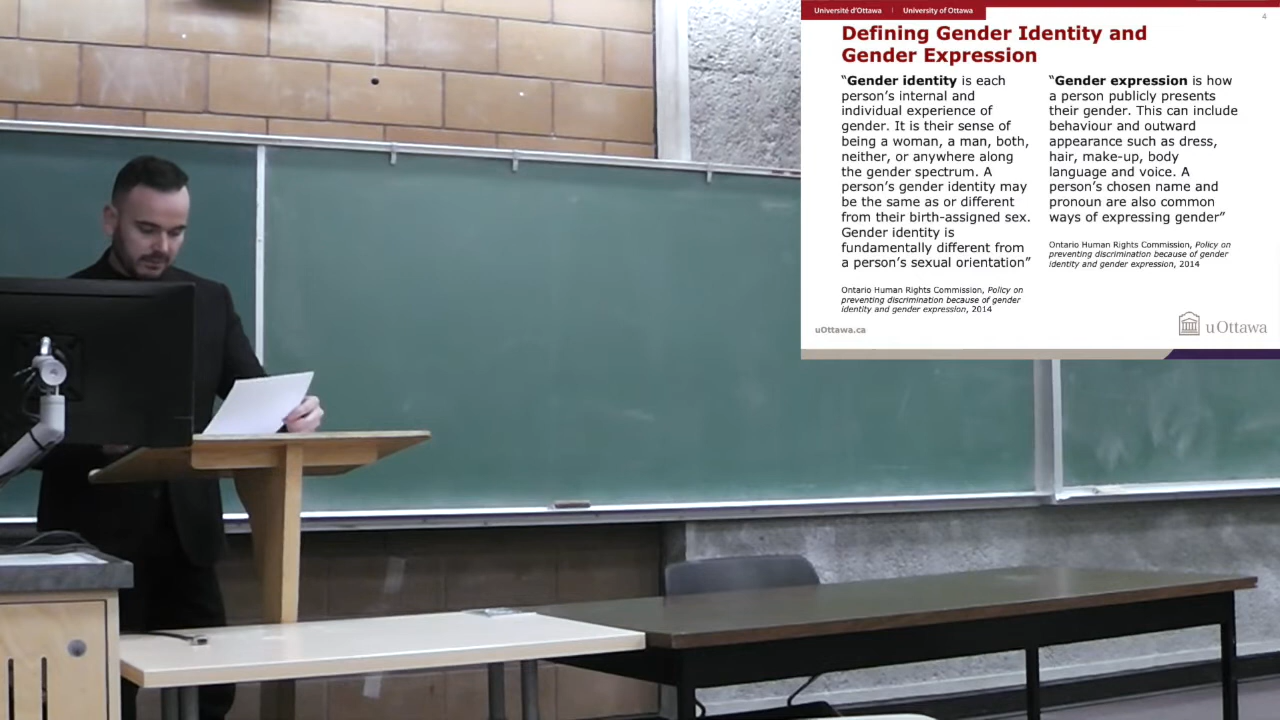 Université d'Ottawa | University of Ottawa
4
Defining Gender Identity and
Gender Expression
“Gender identity is each
person’s internal and
individual experience of
gender. It is their sense of
being a woman, a man, both,
neither, or anywhere along
the gender spectrum. A
person’s gender identity may
be the same as or different
from their birth-assigned sex.
Gender identity is
fundamentally different from
a person’s sexual orientation”
Ontario Human Rights Commission, Policy on
preventing discrimination because of gender
identity and gender expression, 2014
“Gender expression is how
a person publicly presents
their gender. This can include
behaviour and outward
appearance such as dress,
hair, make-up, body
language and voice. A
person’s chosen name and
pronoun are also common
ways of expressing gender”
Ontario Human Rights Commission, Policy on
preventing discrimination because of gender
identity and gender expression, 2014
uOttawa.ca
uOttawa